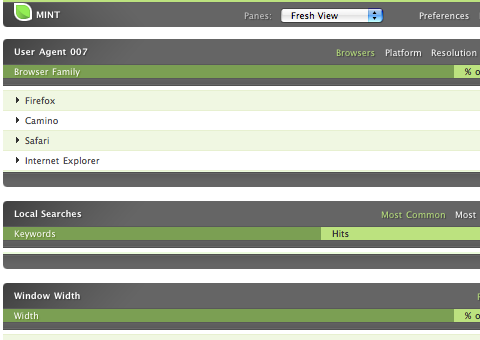 MINT Panes: Fresh View Preferences
User Agent 007 Browsers Platform Resolution
Browser Family % o
Firefox
Camino
Safari
Internet Explorer
Local Searches Most Common Most
Keywords Hits
Window Width
Width % o